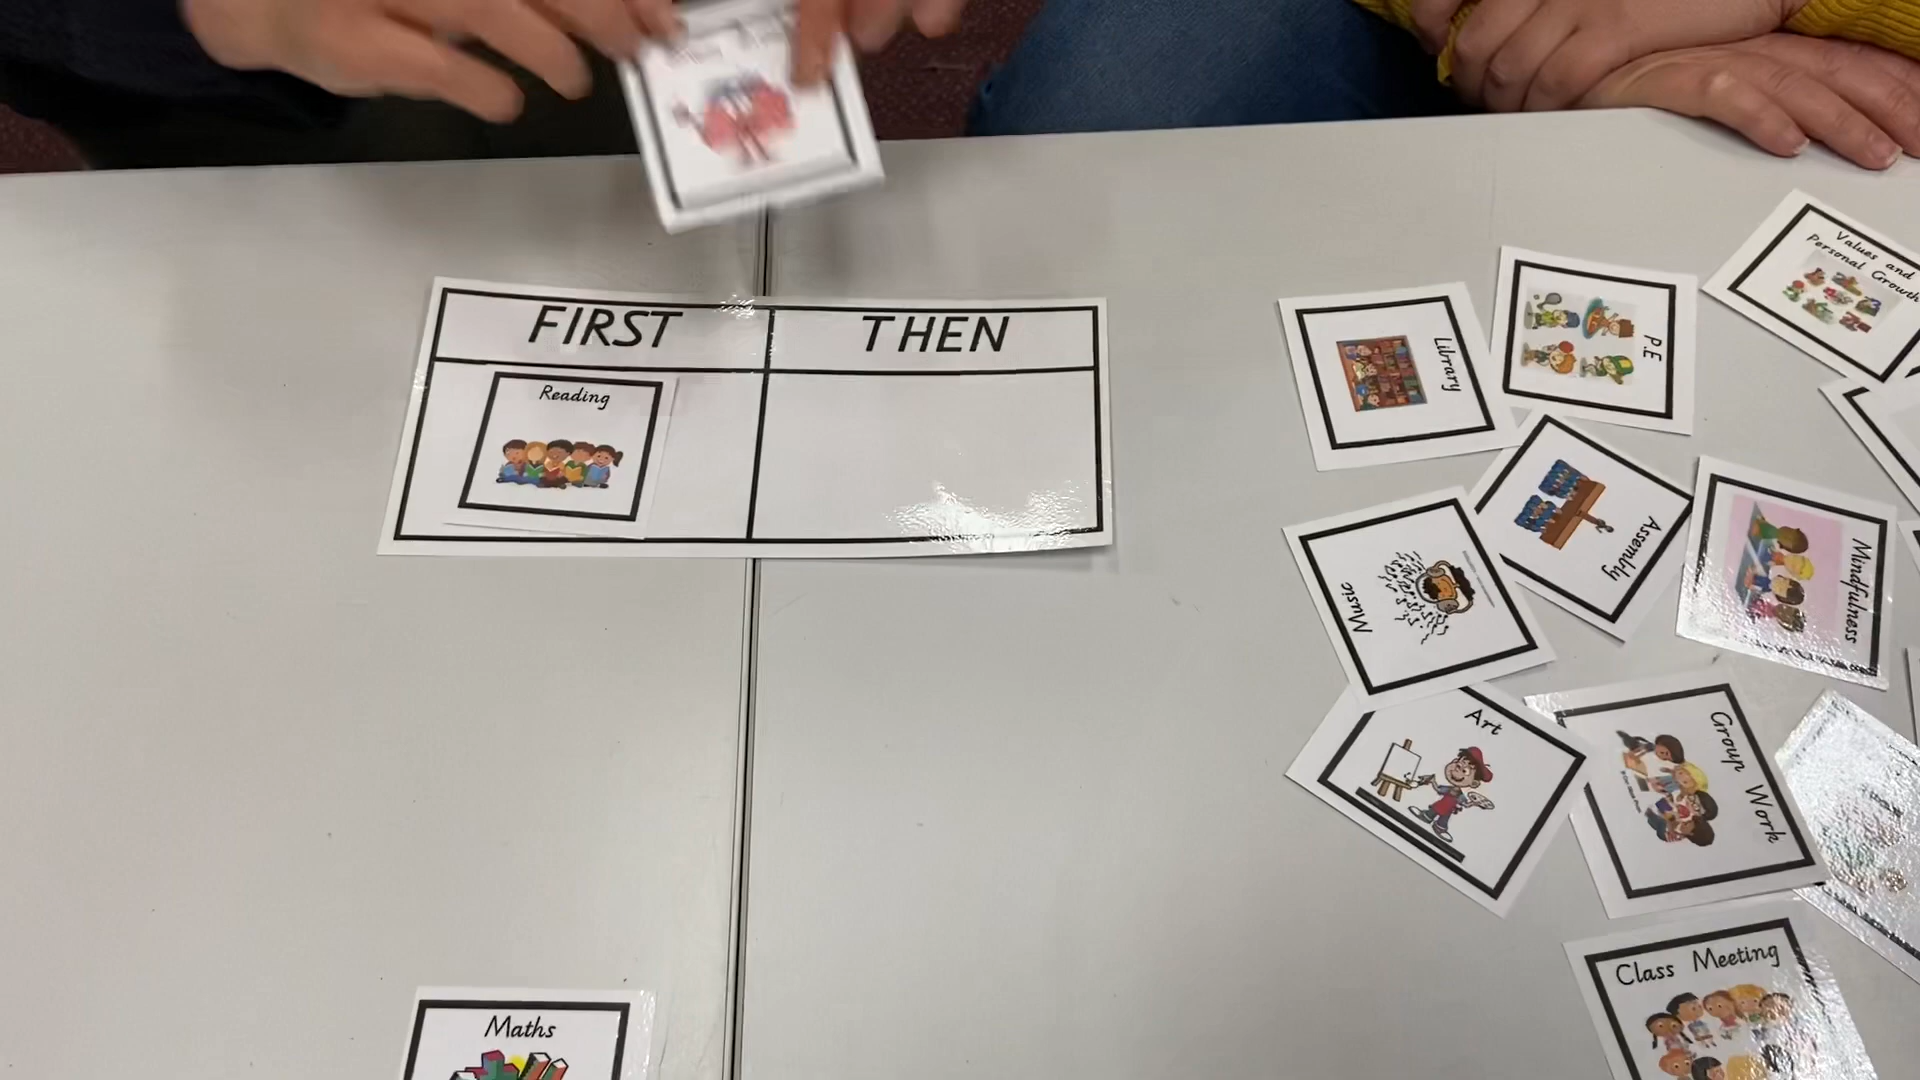 FIRST
THEN
Reading
Library
P.E
Values and
Personal Growth
Assembly
Mindfulness
Music
Art
Group Work
Class Meeting
Maths